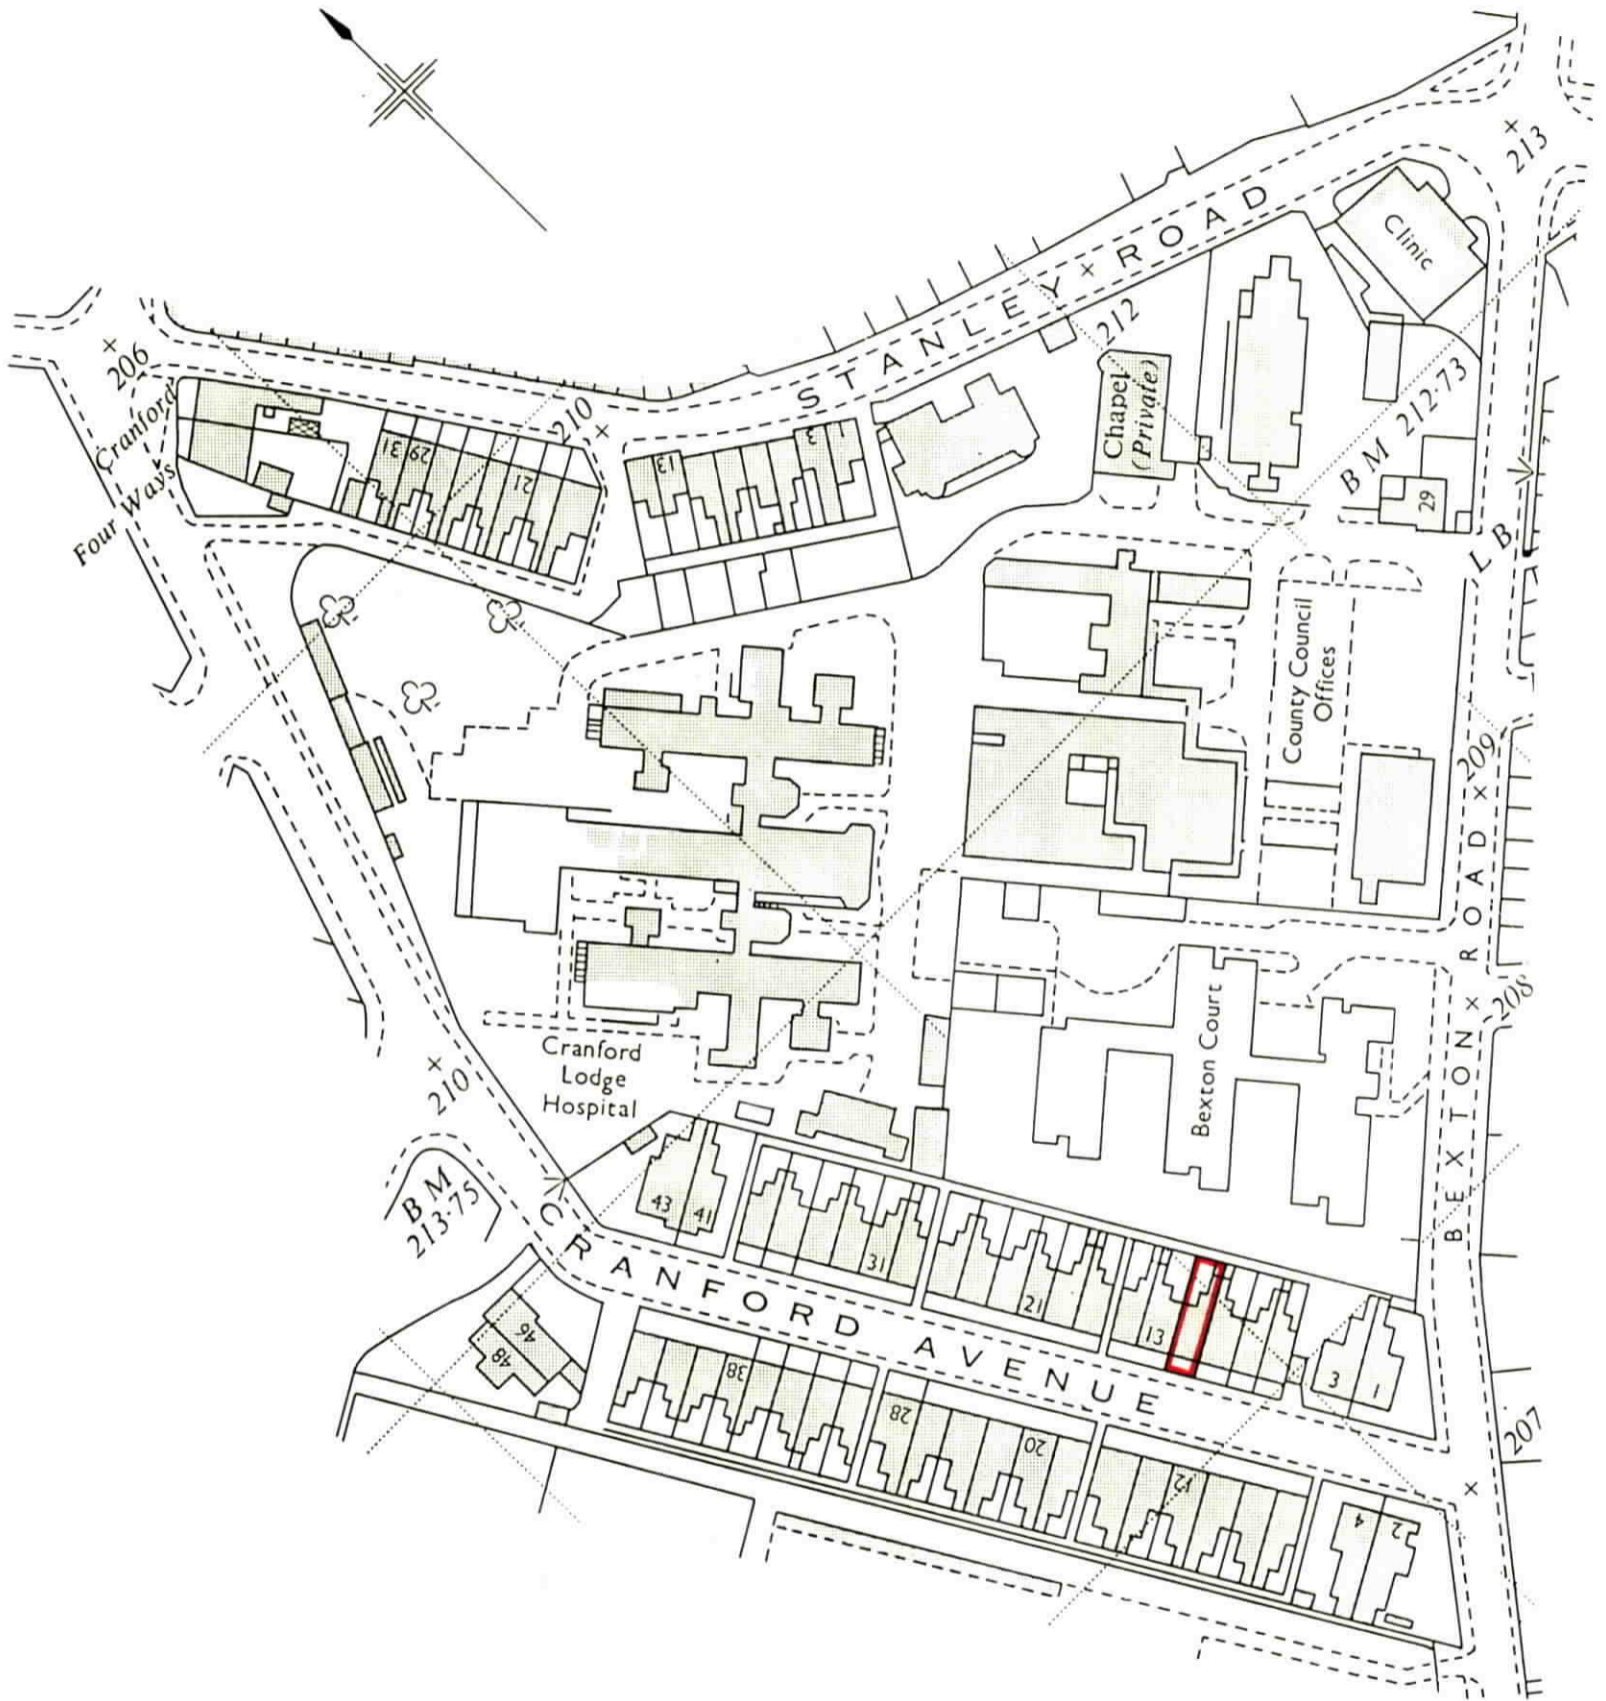 213
STANLEY ROAD
Clinic
212
206
Cranford
Four Ways
210
31
29
21
13
3
1
Chapel
(Private)
BM 212·73
29
LB
County Council
Offices
209
BEXTON ROAD
208
Cranford
Lodge
Hospital
Bexton Court
210
BM
213·75
43
41
31
21
13
3
1
CRANFORD AVENUE
46
48
38
28
20
12
4
2
207